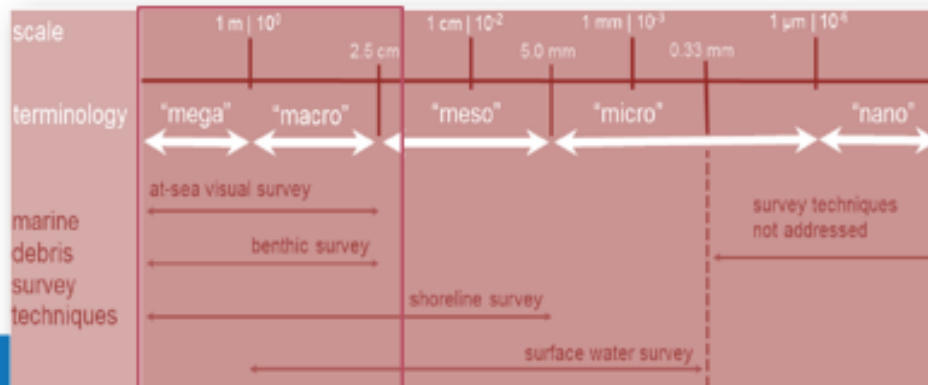 scale
1 m | 10⁰
2.5 cm
1 cm | 10⁻²
5.0 mm
1 mm | 10⁻³
0.33 mm
1 µm | 10⁻⁶
terminology
"mega"
"macro"
"meso"
"micro"
"nano"
marine
debris
survey
techniques
at-sea visual survey
benthic survey
shoreline survey
surface water survey
survey techniques
not addressed